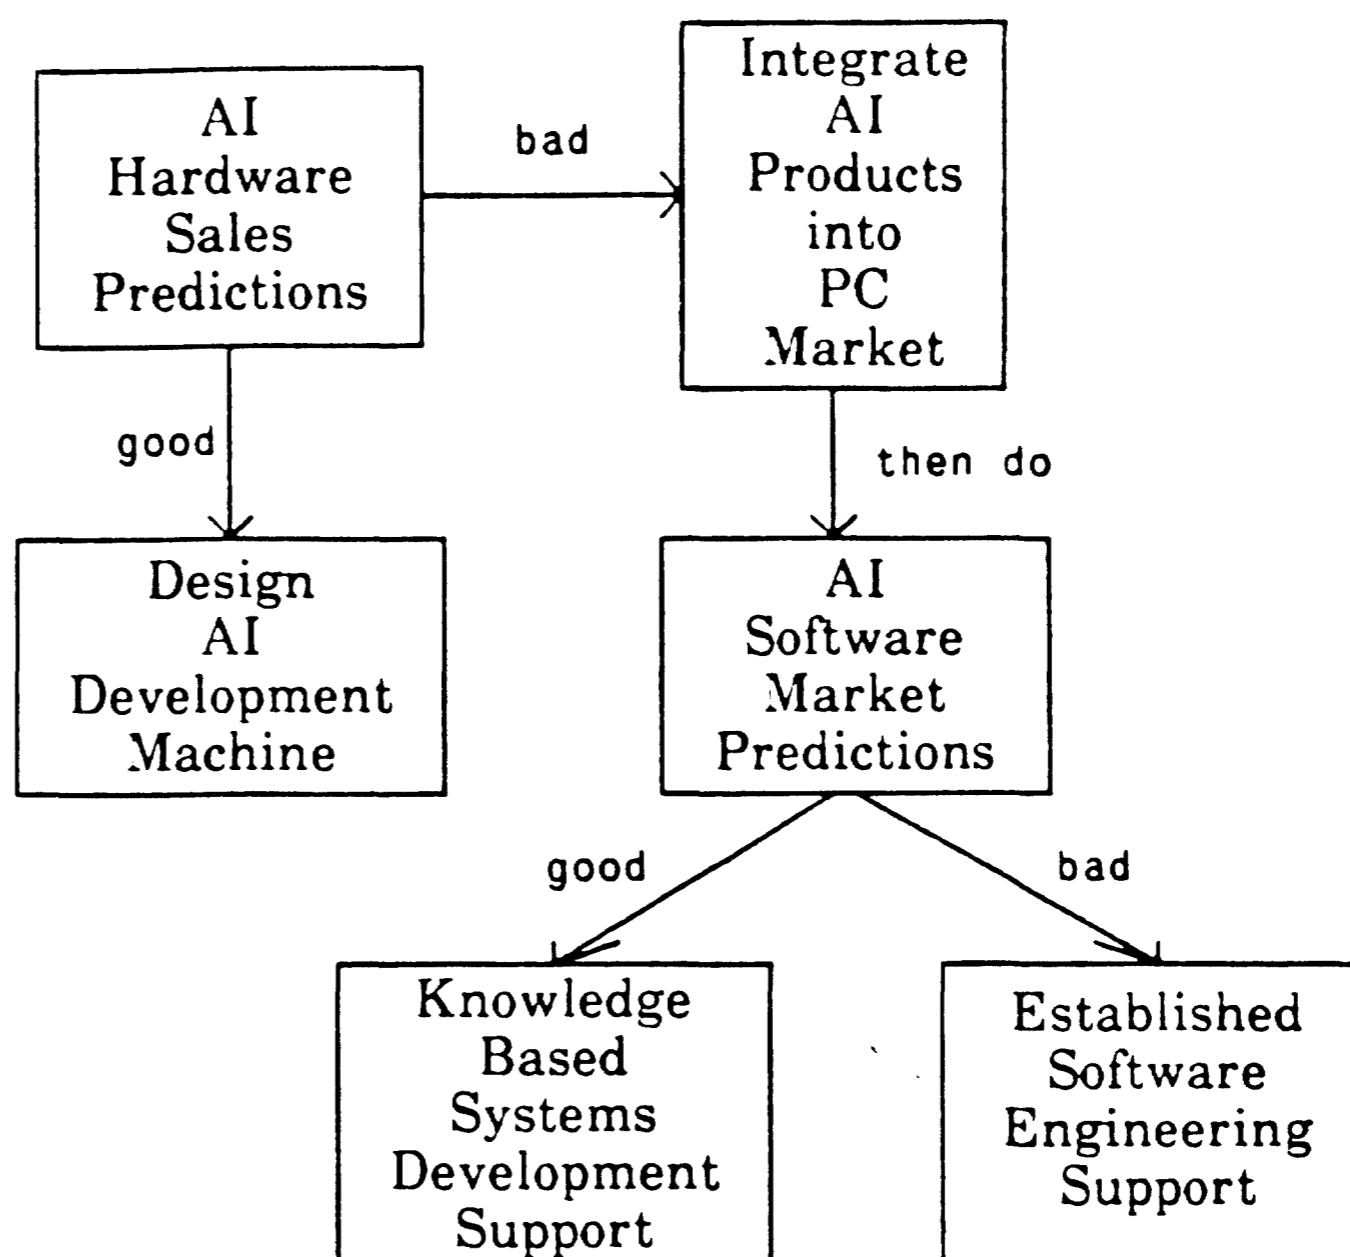 AI
Hardware
Sales
Predictions
bad
Integrate
AI
Products
into
PC
Market
good
then do
Design
AI
Development
Machine
AI
Software
Market
Predictions
good
bad
Knowledge
Based
Systems
Development
Support
Established
Software
Engineering
Support